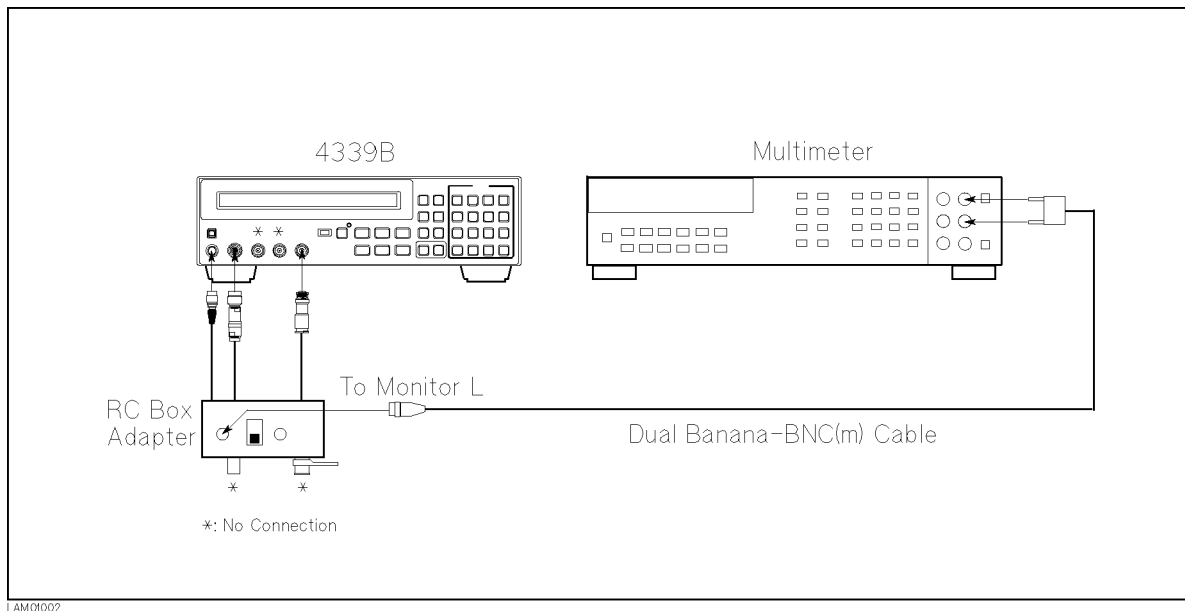 4339B
Multimeter
* *
To Monitor L
RC Box
Adapter
Dual Banana-BNC(m) Cable
* *
*: No Connection
LAM01002